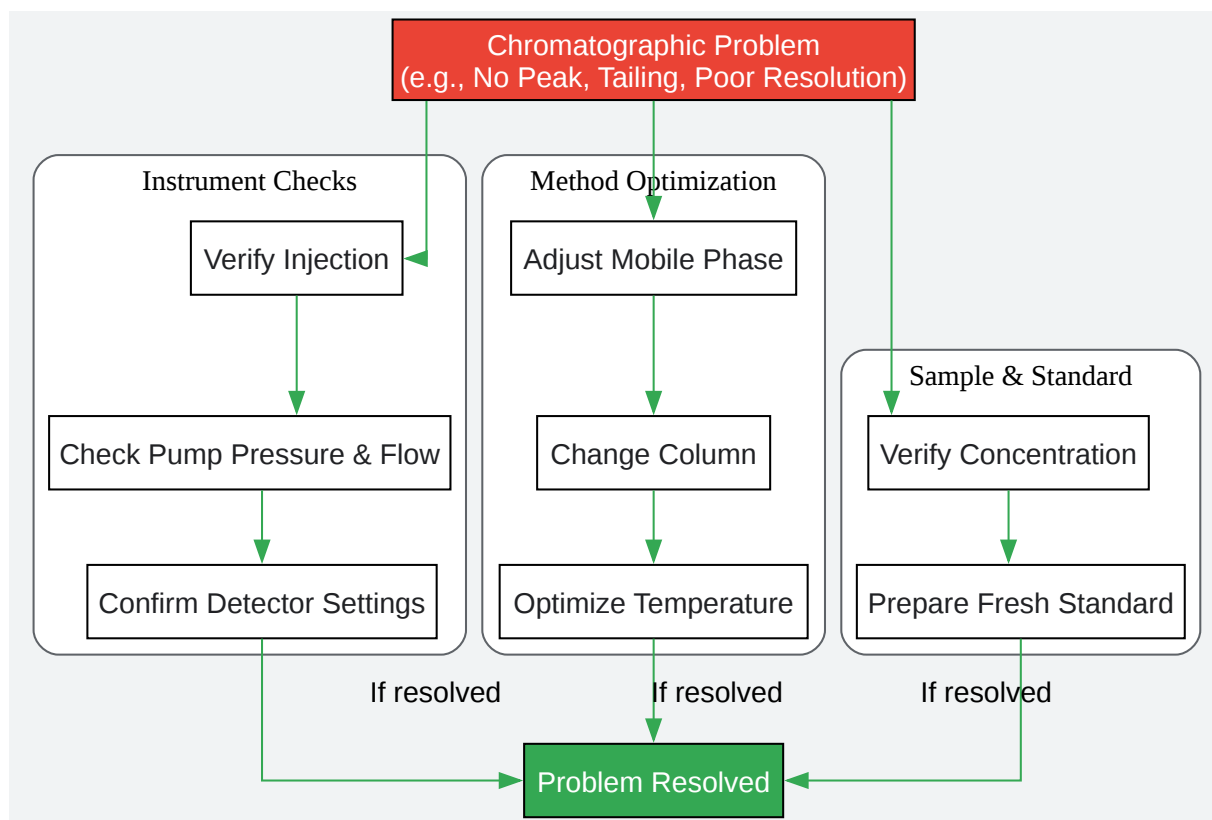 Chromatographic Problem
(e.g., No Peak, Tailing, Poor Resolution)
Instrument Checks
Verify Injection
Check Pump Pressure & Flow
Confirm Detector Settings
If resolved
Method Optimization
Adjust Mobile Phase
Change Column
Optimize Temperature
If resolved
Sample & Standard
Verify Concentration
Prepare Fresh Standard
If resolved
Problem Resolved